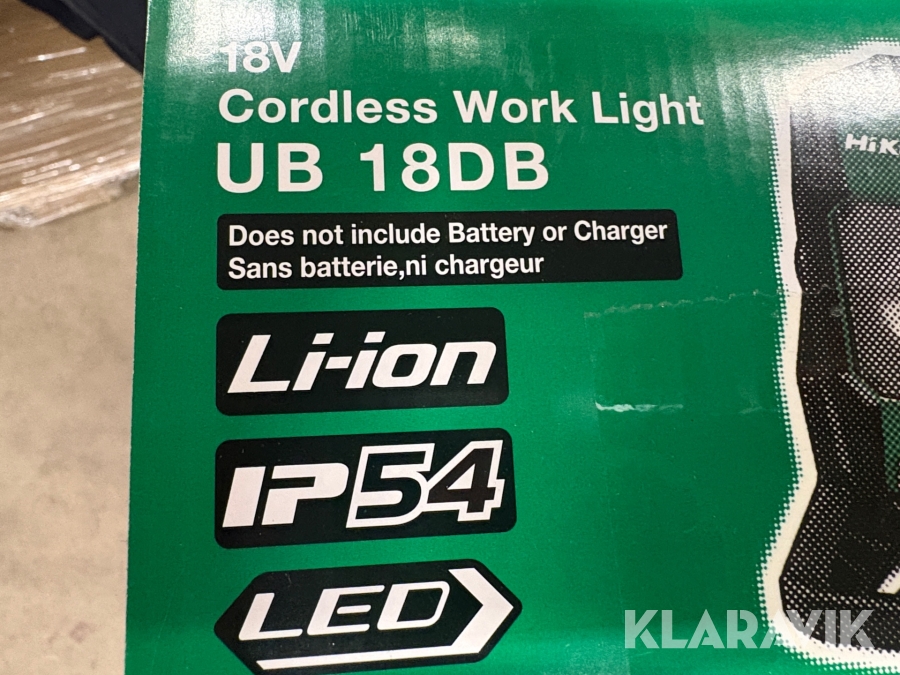 18V
Cordless Work Light
UB 18DB
Does not include Battery or Charger
Sans batterie,ni chargeur
Li-ion
IP54
LED
HiK
KLARAVIK